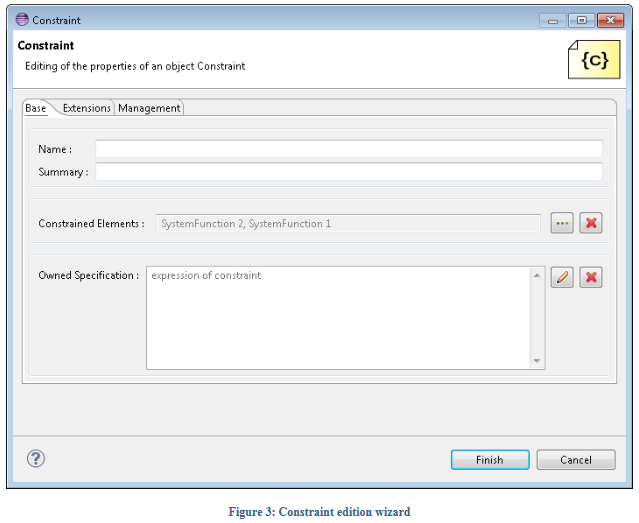 Constraint
Constraint
Editing of the properties of an object Constraint
{c}
Base Extensions Management
Name :
Summary :
Constrained Elements : SystemFunction 2, SystemFunction 1
Owned Specification : expression of constraint
Finish Cancel
Figure 3: Constraint edition wizard